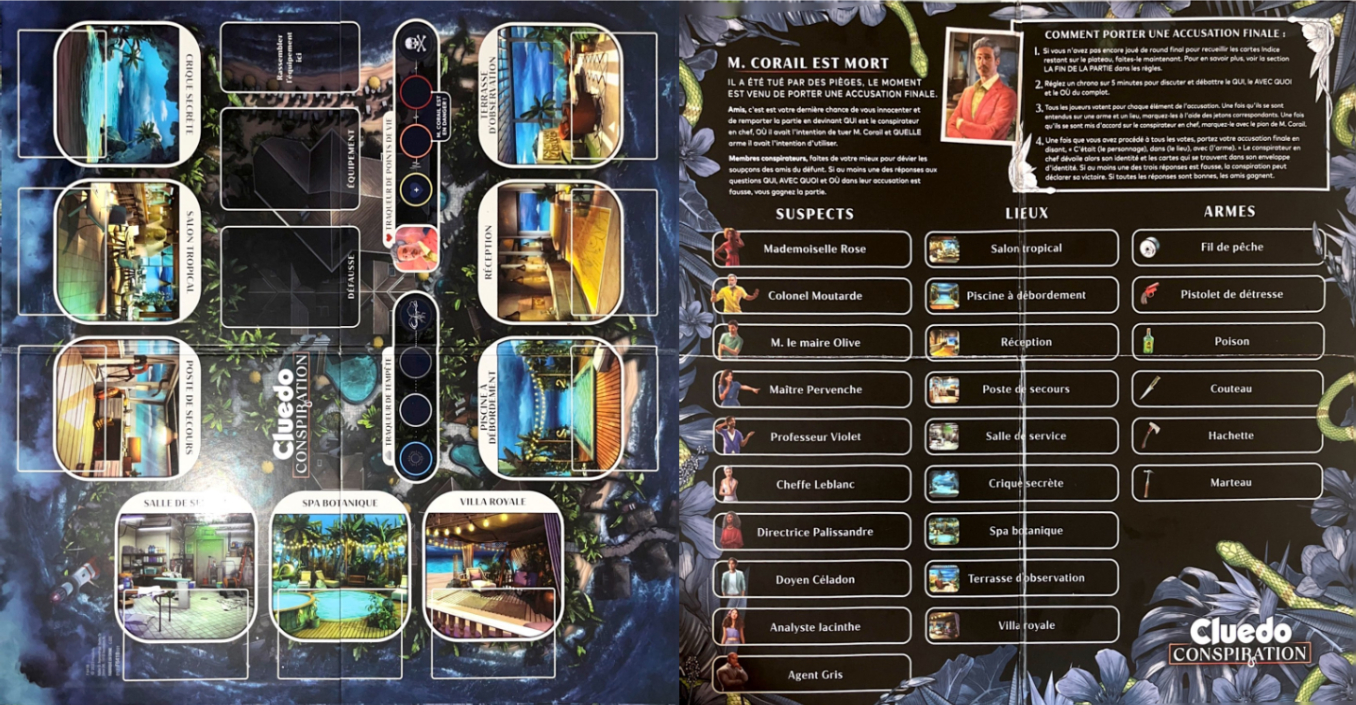 CRIQUE SECRÈTE
SALON TROPICAL
POSTE DE SECOURS
SALLE DE
SPA BOTANIQUE
VILLA ROYALE
PISCINE À
DÉBORDEMENT
RÉCEPTION
TERRASSE
D'OBSERVATION
Rassembler
l'équipement
ici
ÉQUIPEMENT
DÉFAUSSE
TRAQUEUR DE POINTS DE VIE
M. CORAIL EST
EN DANGER !
TRAQUEUR DE TEMPÊTE
Cluedo
CONSPIRATION
M. CORAIL EST MORT
IL A ÉTÉ TUÉ PAR DES PIÈGES, LE MOMENT
EST VENU DE PORTER UNE ACCUSATION FINALE.
Amis, c'est est votre dernière chance de vous innocenter et
de remporter la partie en devinant QUI est le conspirateur
en chef, OÙ il avait l'intention de tuer M. Corail et QUELLE
arme il avait l'intention d'utiliser.
Membres conspirateurs, faites de votre mieux pour dévier les
soupçons des amis du défunt. Si au moins une des réponses aux
questions QUI, AVEC QUOI et OÙ dans leur accusation est
fausse, vous gagnez la partie.
COMMENT PORTER UNE ACCUSATION FINALE :
1. Si vous n'avez pas encore joué de round final pour recueillir les cartes Indice
restant sur le plateau, faites-le maintenant. Pour en savoir plus, voir la section
LA FIN DE LA PARTIE dans les règles.
2. Réglez un chrono sur 5 minutes pour discuter et débattre le QUI, le AVEC QUOI
et le OÙ du complot.
3. Tous les joueurs votent pour chaque élément de l'accusation. Une fois qu'ils se sont
entendus sur une arme et un lieu, marquez-les à l'aide des jetons correspondants. Une fois
qu'ils se sont mis d'accord sur le conspirateur en chef, marquez-le avec le pion de M. Corail.
4. Une fois que vous avez procédé à tous les votes, portez votre accusation finale en
disant, « C'était (le personnage), dans (le lieu), avec (l'arme). » Le conspirateur en
chef dévoile alors son identité et les cartes qui se trouvent dans son enveloppe
d'identité. Si au moins une des trois réponses est fausse, la conspiration peut
déclarer sa victoire. Si toutes les réponses sont bonnes, les amis gagnent.
SUSPECTS
Mademoiselle Rose
Colonel Moutarde
M. le maire Olive
Maître Pervenche
Professeur Violet
Cheffe Leblanc
Directrice Palissandre
Doyen Céladon
Analyste Iacinthe
Agent Gris
LIEUX
Salon tropical
Piscine à débordement
Réception
Poste de secours
Salle de service
Crique secrète
Spa botanique
Terrasse d'observation
Villa royale
ARMES
Fil de pêche
Pistolet de détresse
Poison
Couteau
Hachette
Marteau
Cluedo
CONSPIRATION